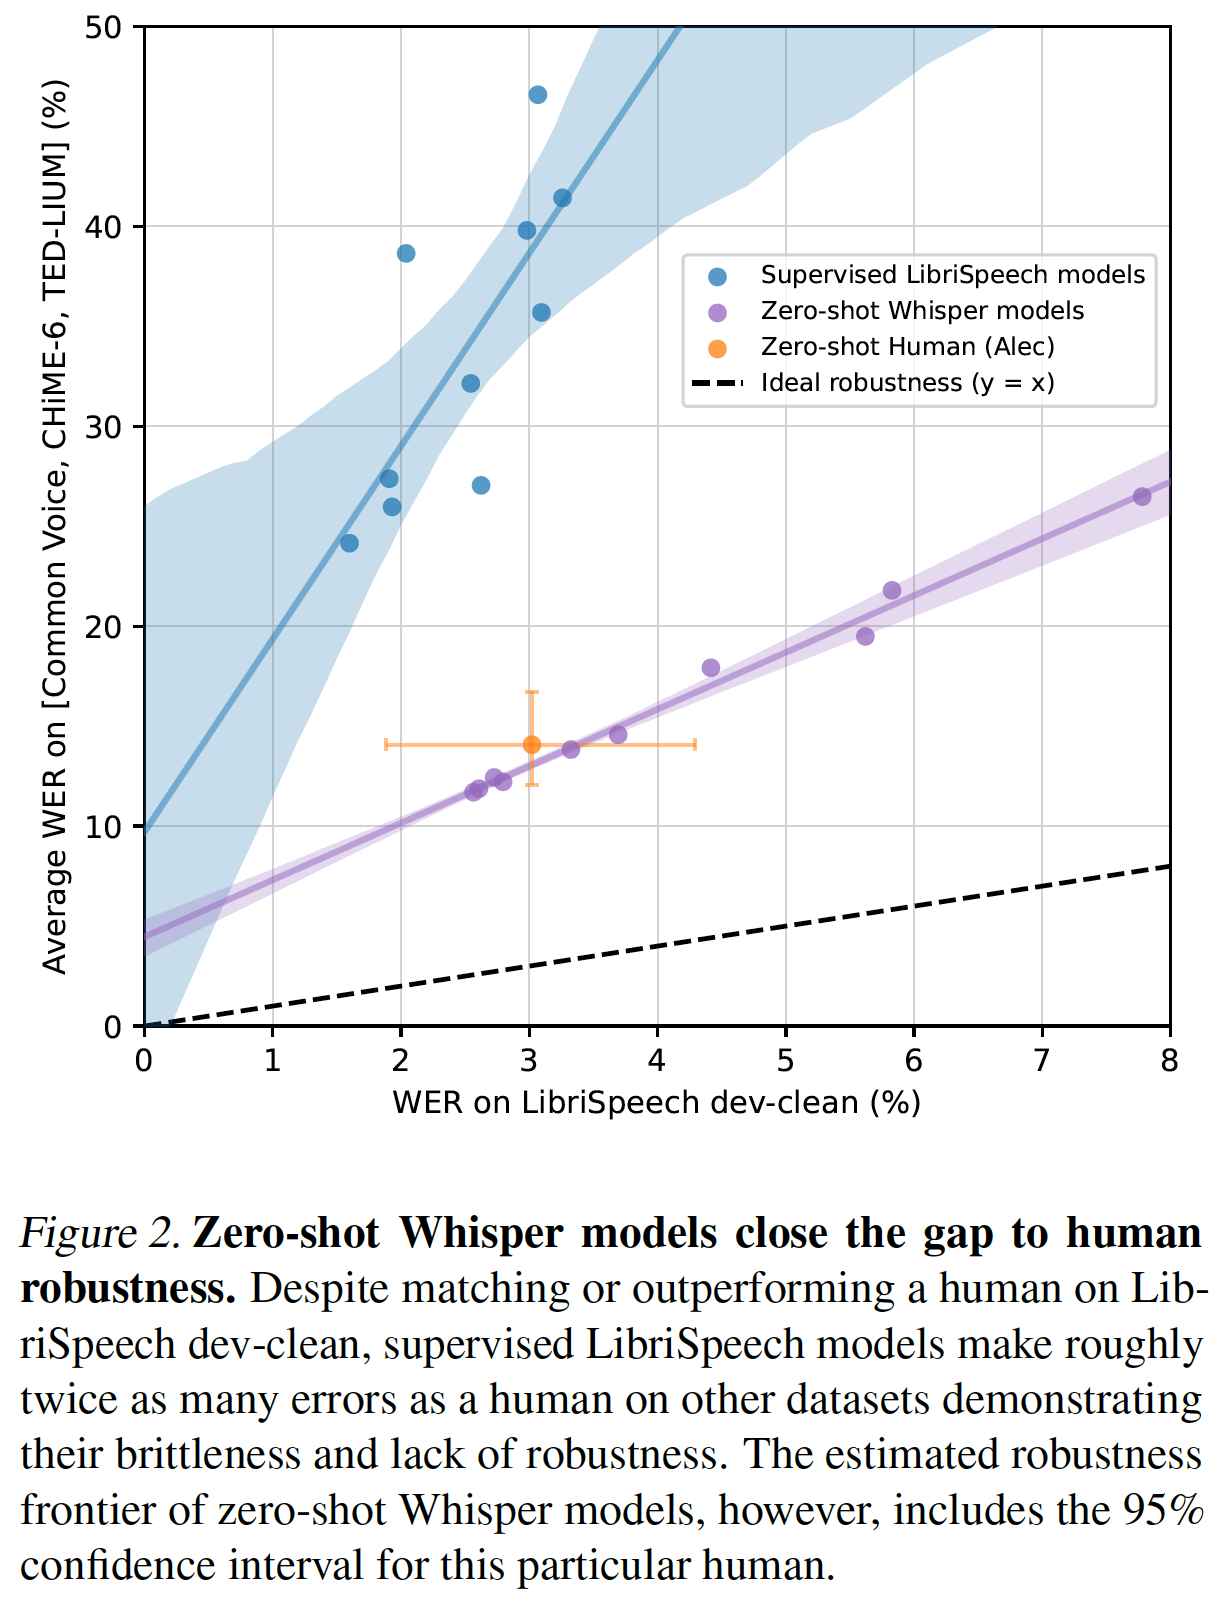 50
40
30
20
10
0
Average WER on [Common Voice, CHiME-6, TED-LIUM] (%)
Supervised LibriSpeech models
Zero-shot Whisper models
Zero-shot Human (Alec)
Ideal robustness (y = x)
0 1 2 3 4 5 6 7 8
WER on LibriSpeech dev-clean (%)
Figure 2. Zero-shot Whisper models close the gap to human
robustness. Despite matching or outperforming a human on Lib-
riSpeech dev-clean, supervised LibriSpeech models make roughly
twice as many errors as a human on other datasets demonstrating
their brittleness and lack of robustness. The estimated robustness
frontier of zero-shot Whisper models, however, includes the 95%
confidence interval for this particular human.